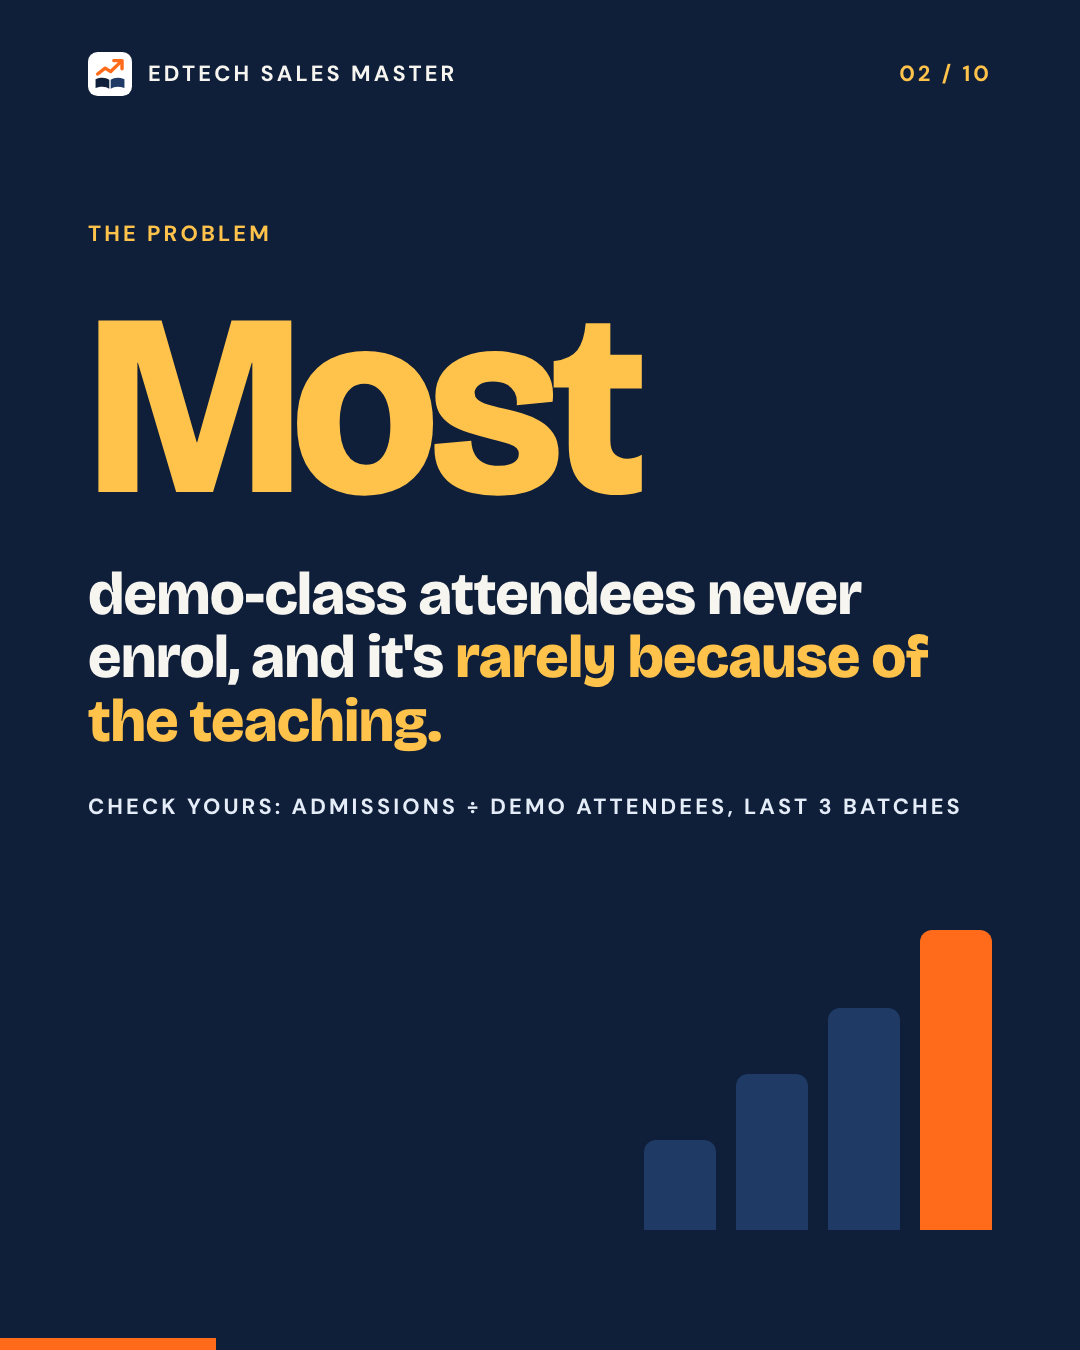 EDTECH SALES MASTER
02 / 10
THE PROBLEM
Most
demo-class attendees never
enrol, and it's rarely because of
the teaching.
CHECK YOURS: ADMISSIONS ÷ DEMO ATTENDEES, LAST 3 BATCHES